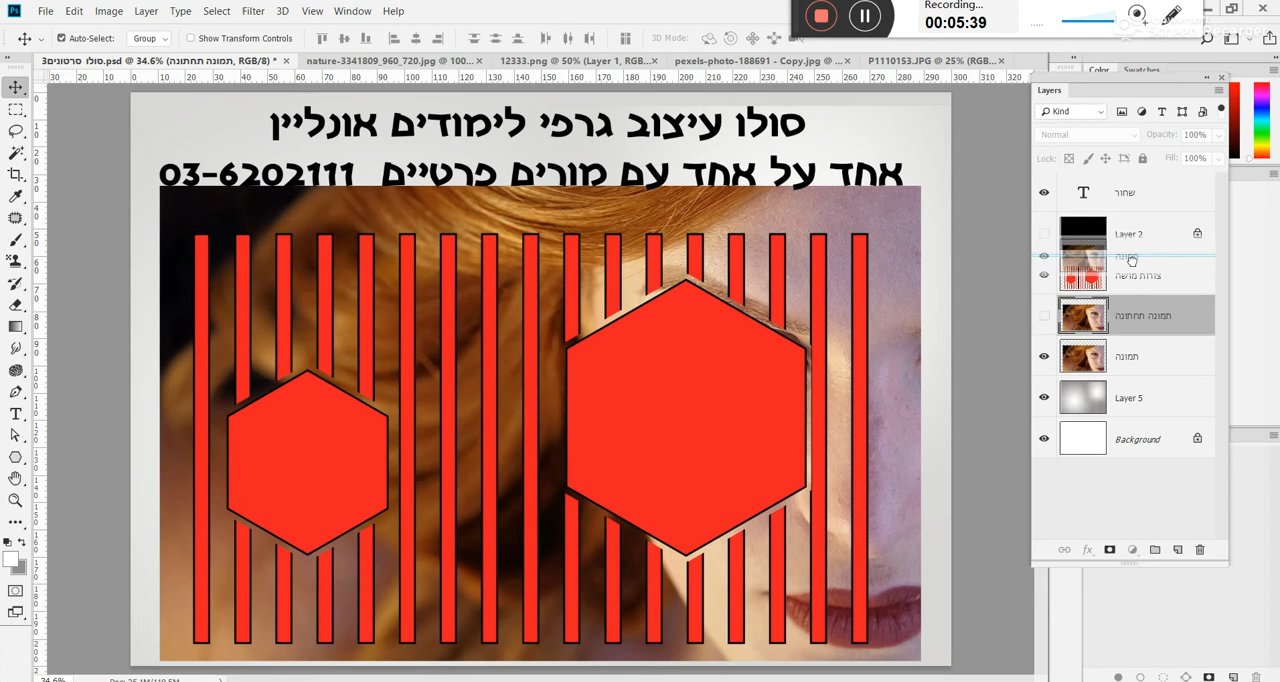 File Edit Image Layer Type Select Filter 3D View Window Help
Recording...
00:05:39
Auto-Select: Group Show Transform Controls
3D Mode:
סולו סרטונים3.psd @ 34.6% (תמונה תחתונה, RGB/8) *
nature-3341809_960_720.jpg @ 100...
12333.png @ 50% (Layer 1, RGB...
pexels-photo-188691 - Copy.jpg @ ...
P1110153.JPG @ 25% (RGB...
Color Swatches
Layers
Kind
Normal Opacity: 100%
Lock: Fill: 100%
סולו עיצוב גרפי לימודים אונליין
אחד על אחד עם מורים פרטיים 03-6202111
שחור
Layer 2
תמונה
צורות מושה
תמונה תחתונה
תמונה
Layer 5
Background
34.6%